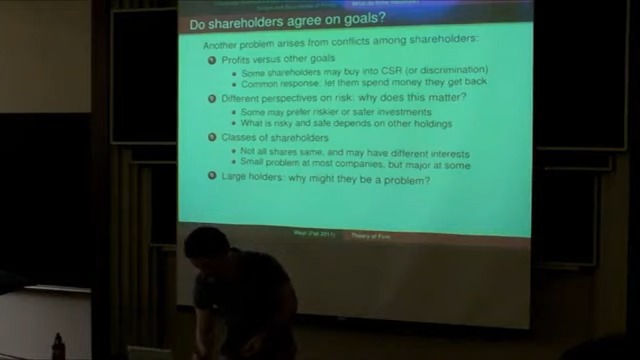 Do shareholders agree on goals?
Another problem arises from conflicts among shareholders:
Profits versus other goals
Some shareholders may buy into CSR (or discrimination)
Common response: let them spend money they get back
Different perspectives on risk: why does this matter?
Some may prefer riskier or safer investments
What is risky and safe depends on other holdings
Classes of shareholders
Not all shares same, and may have different interests
Small problem at most companies, but major at some
Large holders: why might they be a problem?
(Fall 2011) Theory of Firm